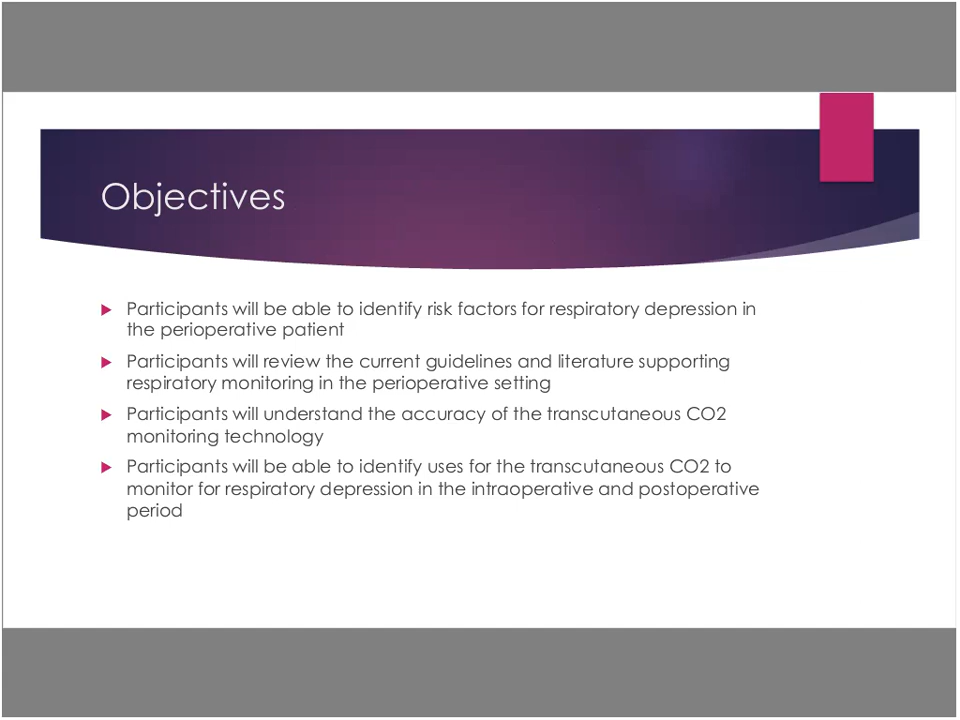 Objectives
Participants will be able to identify risk factors for respiratory depression in
the perioperative patient
Participants will review the current guidelines and literature supporting
respiratory monitoring in the perioperative setting
Participants will understand the accuracy of the transcutaneous CO2
monitoring technology
Participants will be able to identify uses for the transcutaneous CO2 to
monitor for respiratory depression in the intraoperative and postoperative
period